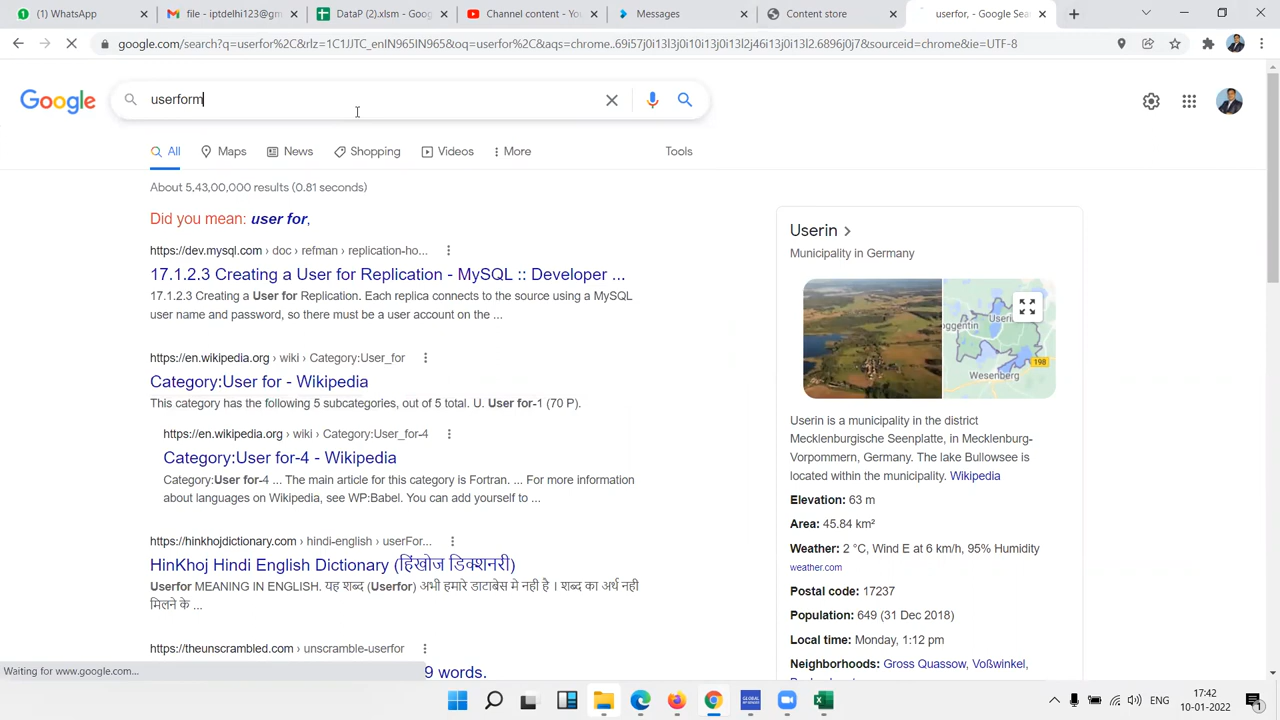 (1) WhatsApp
file - iptdelhi123@gmail
DataP (2).xlsm - Goog
Channel content - You
Messages
Content store
userfor, - Google Sea
google.com/search?q=userfor%2C&rlz=1C1JJTC_enIN965IN965&oq=userfor%2C&aqs=chrome..69i57j0i13l3j0i10i13j0i13l2j46i13j0i13l2.6896j0j7&sourceid=chrome&ie=UTF-8
Google
userform
All
Maps
News
Shopping
Videos
More
Tools
About 5,43,00,000 results (0.81 seconds)
Did you mean: user for,
https://dev.mysql.com › doc › refman › replication-ho...
17.1.2.3 Creating a User for Replication - MySQL :: Developer ...
17.1.2.3 Creating a User for Replication. Each replica connects to the source using a MySQL
user name and password, so there must be a user account on the ...
https://en.wikipedia.org › wiki › Category:User_for
Category:User for - Wikipedia
This category has the following 5 subcategories, out of 5 total. U. User for-1 (70 P).
https://en.wikipedia.org › wiki › Category:User_for-4
Category:User for-4 - Wikipedia
Category:User for-4 ... The main article for this category is Fortran. ... For more information
about languages on Wikipedia, see WP:Babel. You can add yourself to ...
https://hinkhojdictionary.com › hindi-english › userFor...
HinKhoj Hindi English Dictionary (हिंखोज डिक्शनरी)
Userfor MEANING IN ENGLISH. यह शब्द (Userfor) अभी हमारे डाटाबेस मे नही है । शब्द का अर्थ नही
मिलने के ...
https://theunscrambled.com › unscramble-userfor
9 words.
Waiting for www.google.com...
Userin
Municipality in Germany
oggentin
Useri
198
Wesenberg
Userin is a municipality in the district
Mecklenburgische Seenplatte, in Mecklenburg-
Vorpommern, Germany. The lake Bullowsee is
located within the municipality. Wikipedia
Elevation: 63 m
Area: 45.84 km²
Weather: 2 °C, Wind E at 6 km/h, 95% Humidity
weather.com
Postal code: 17237
Population: 649 (31 Dec 2018)
Local time: Monday, 1:12 pm
Neighborhoods: Gross Quassow, Voßwinkel,
ENG
17:42
10-01-2022